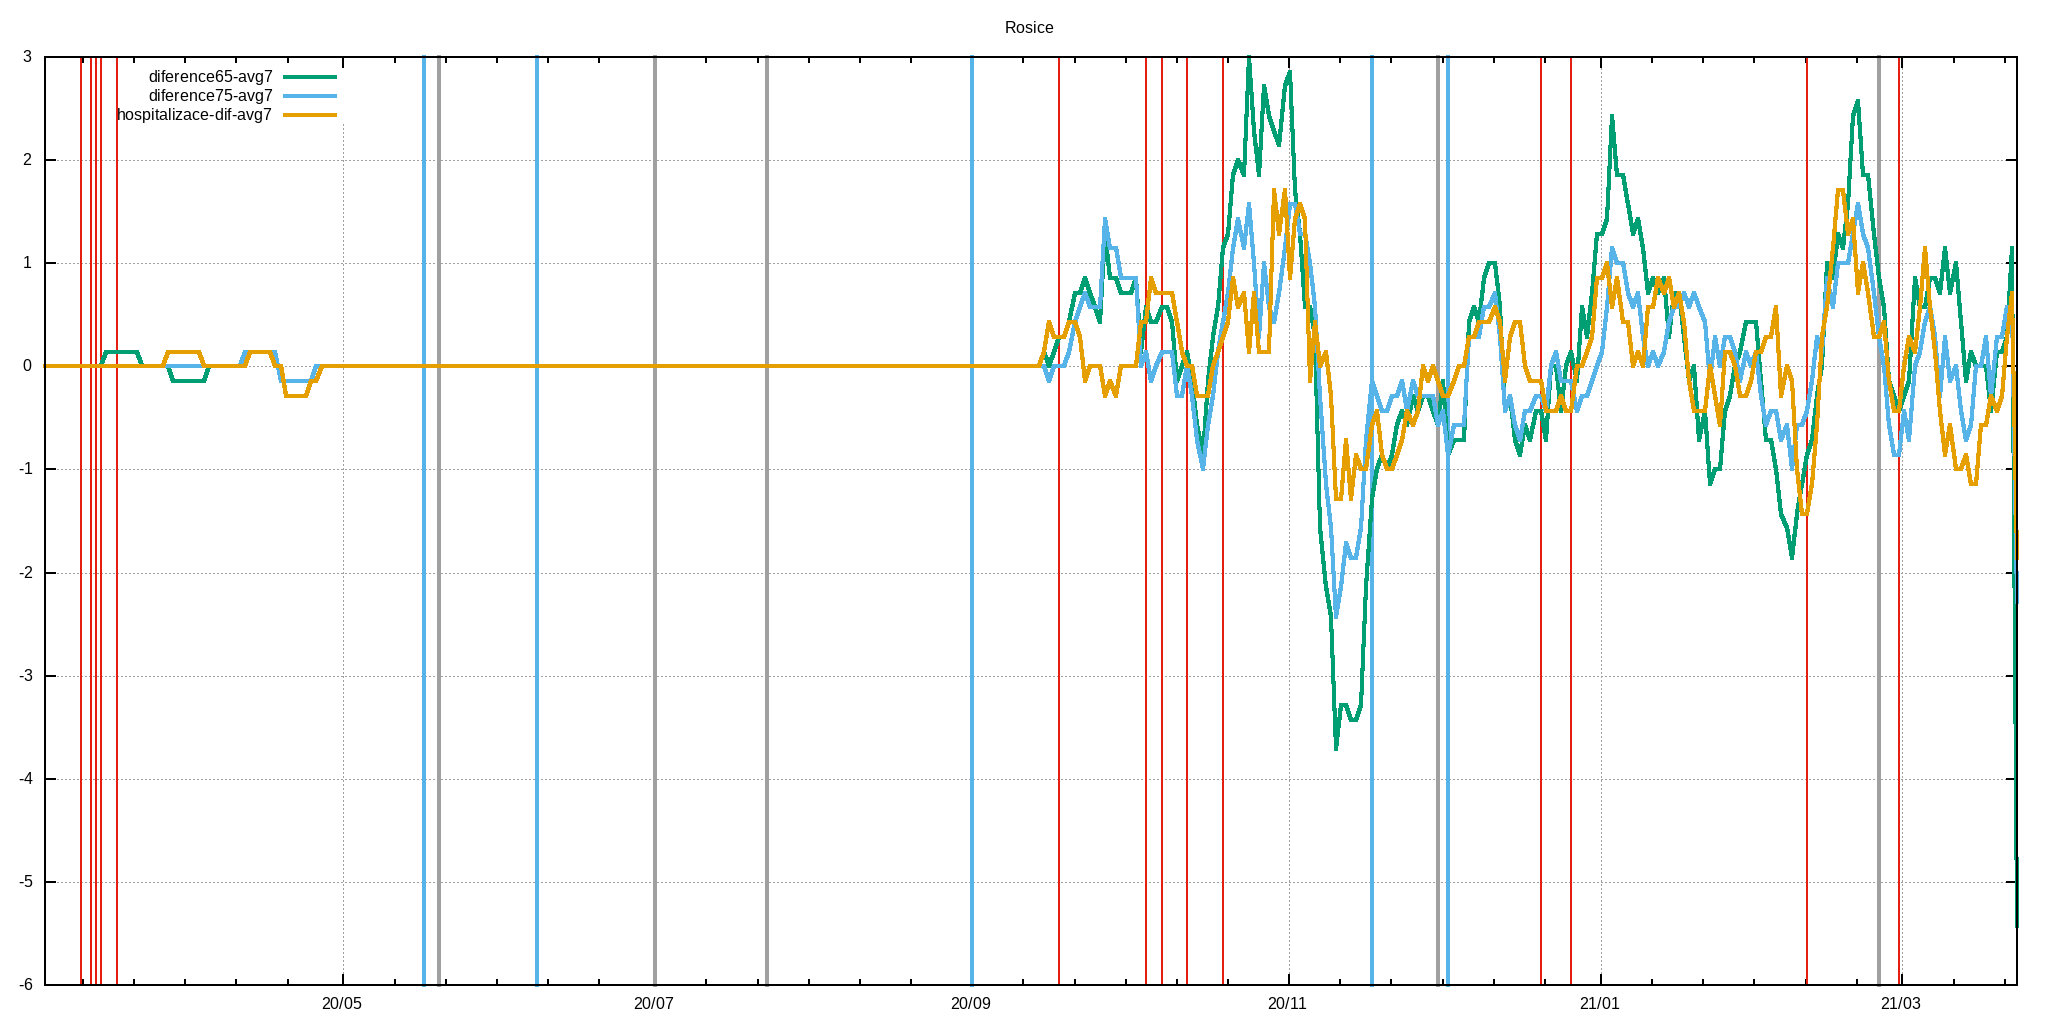 Rosice
3
diference65-avg7
diference75-avg7
hospitalizace-dif-avg7
2
1
0
-1
-2
-3
-4
-5
-6
20/05 20/07 20/09 20/11 21/01 21/03